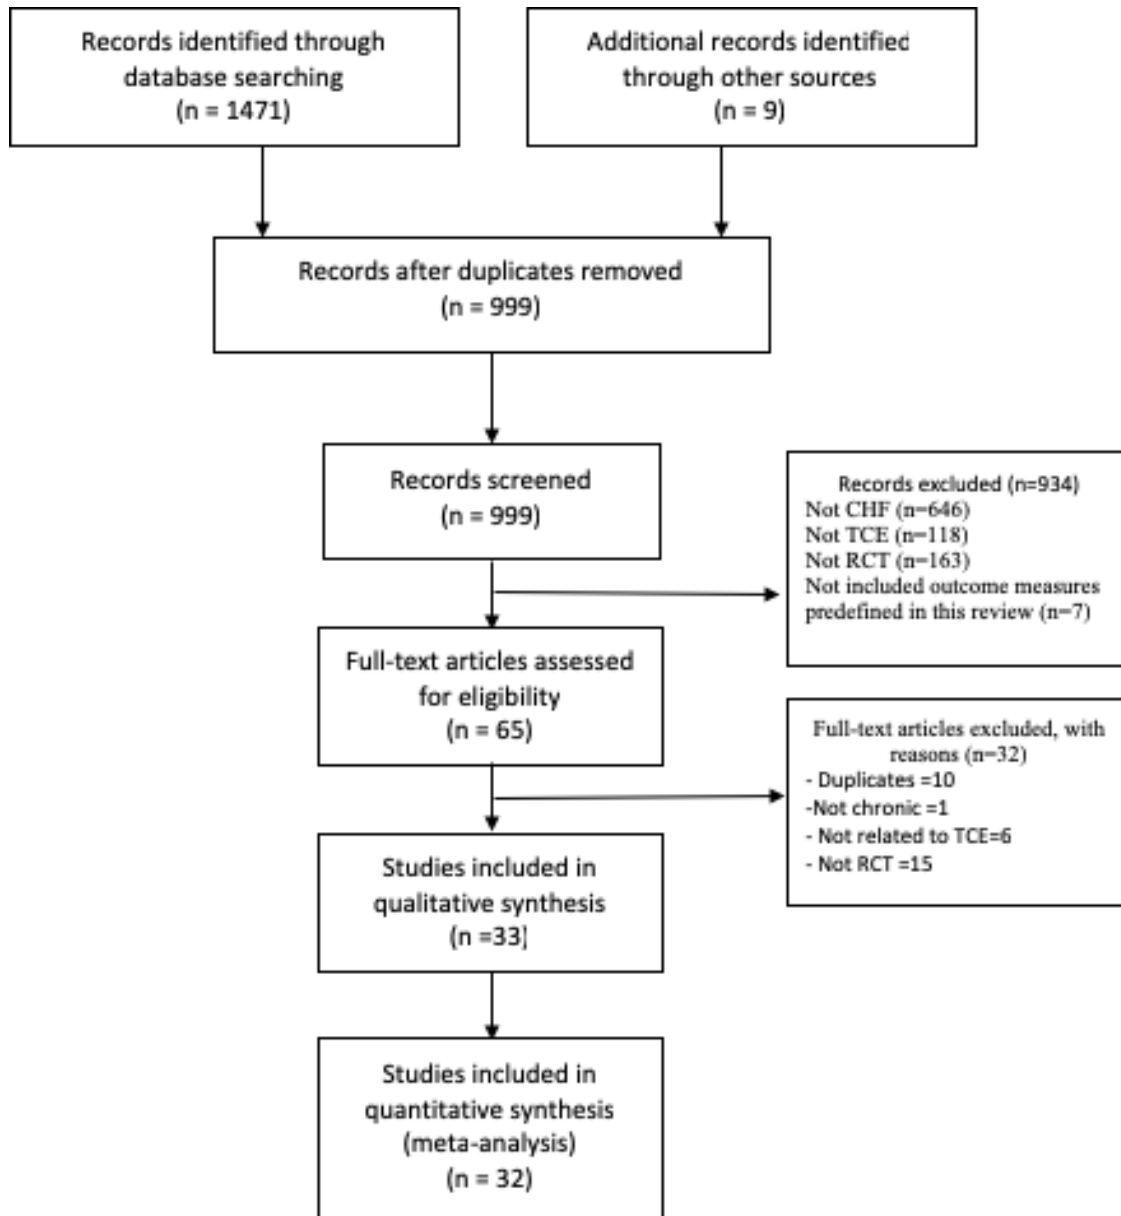 Records identified through
database searching
(n = 1471)
Additional records identified
through other sources
(n = 9)
Records after duplicates removed
(n = 999)
Records screened
(n = 999)
Records excluded (n=934)
Not CHF (n=646)
Not TCE (n=118)
Not RCT (n=163)
Not included outcome measures
predefined in this review (n=7)
Full-text articles assessed
for eligibility
(n = 65)
Full-text articles excluded, with
reasons (n=32)
- Duplicates =10
-Not chronic =1
- Not related to TCE=6
- Not RCT =15
Studies included in
qualitative synthesis
(n =33)
Studies included in
quantitative synthesis
(meta-analysis)
(n = 32)